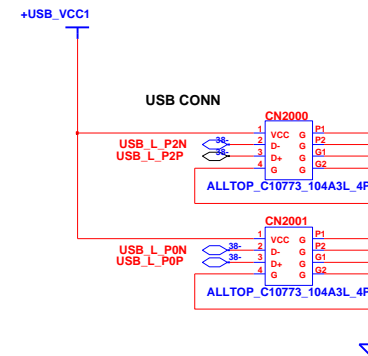 +USB_VCC1
USB CONN
CN2000
1 VCC G P1
USB_L_P2N 38- 2 D- G P2
USB_L_P2P 38- 3 D+ G G1
4 G G G2
ALLTOP_C10773_104A3L_4P
CN2001
1 VCC G P1
USB_L_P0N 38- 2 D- G P2
USB_L_P0P 38- 3 D+ G G1
4 G G G2
ALLTOP_C10773_104A3L_4P